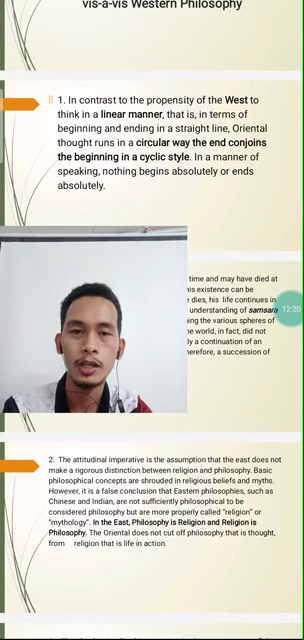 vis-à-vis Western Philosophy
1. In contrast to the propensity of the West to
think in a linear manner, that is, in terms of
beginning and ending in a straight line, Oriental
thought runs in a circular way the end conjoins
the beginning in a cyclic style. In a manner of
speaking, nothing begins absolutely or ends
absolutely.
time and may have died at
his existence can be
e dies, his life continues in
understanding of samsara
ing the various spheres of
e world, in fact, did not
ly a continuation of an
herefore, a succession of
12:20
2. The attitudinal imperative is the assumption that the east does not
make a rigorous distinction between religion and philosophy. Basic
philosophical concepts are shrouded in religious beliefs and myths.
However, it is a false conclusion that Eastern philosophies, such as
Chinese and Indian, are not sufficiently philosophical to be
considered philosophy but are more properly called "religion" or
"mythology". In the East, Philosophy is Religion and Religion is
Philosophy. The Oriental does not cut off philosophy that is thought,
from religion that is life in action.